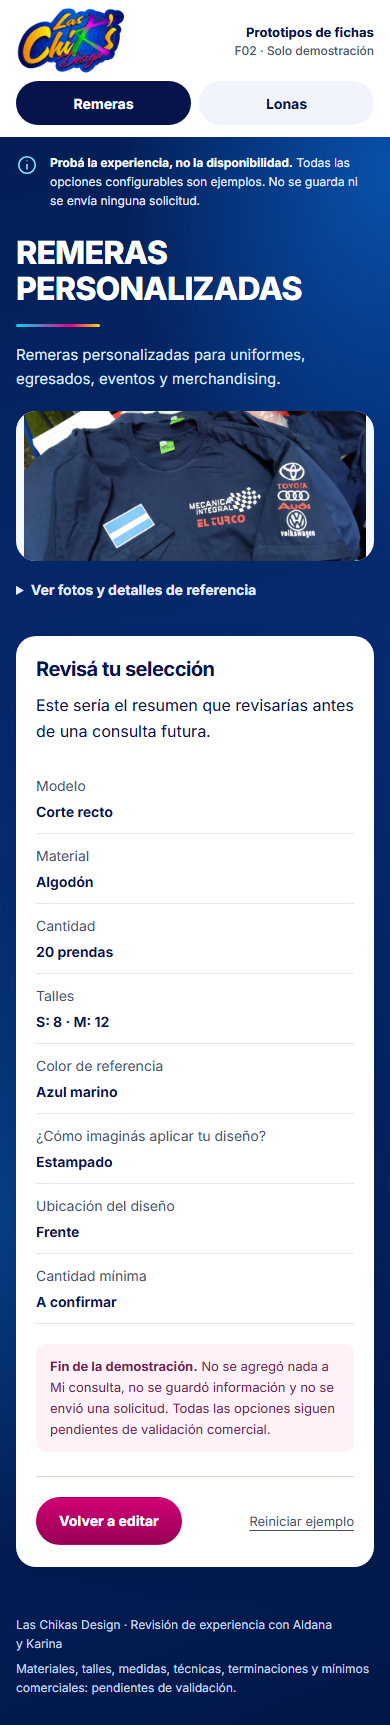 Las
Chikas
Design
Prototipos de fichas
F02 · Solo demostración
Remeras
Lonas
Probá la experiencia, no la disponibilidad. Todas las
opciones configurables son ejemplos. No se guarda ni
se envía ninguna solicitud.
REMERAS
PERSONALIZADAS
Remeras personalizadas para uniformes,
egresados, eventos y merchandising.
MECANICA
INTEGRAL
EL TURCO
TOYOTA
Audi
Volkswagen
Ver fotos y detalles de referencia
Revisá tu selección
Este sería el resumen que revisarías antes
de una consulta futura.
Modelo
Corte recto
Material
Algodón
Cantidad
20 prendas
Talles
S: 8 · M: 12
Color de referencia
Azul marino
¿Cómo imaginás aplicar tu diseño?
Estampado
Ubicación del diseño
Frente
Cantidad mínima
A confirmar
Fin de la demostración. No se agregó nada a
Mi consulta, no se guardó información y no se
envió una solicitud. Todas las opciones siguen
pendientes de validación comercial.
Volver a editar
Reiniciar ejemplo
Las Chikas Design · Revisión de experiencia con Aldana
y Karina
Materiales, talles, medidas, técnicas, terminaciones y mínimos
comerciales: pendientes de validación.